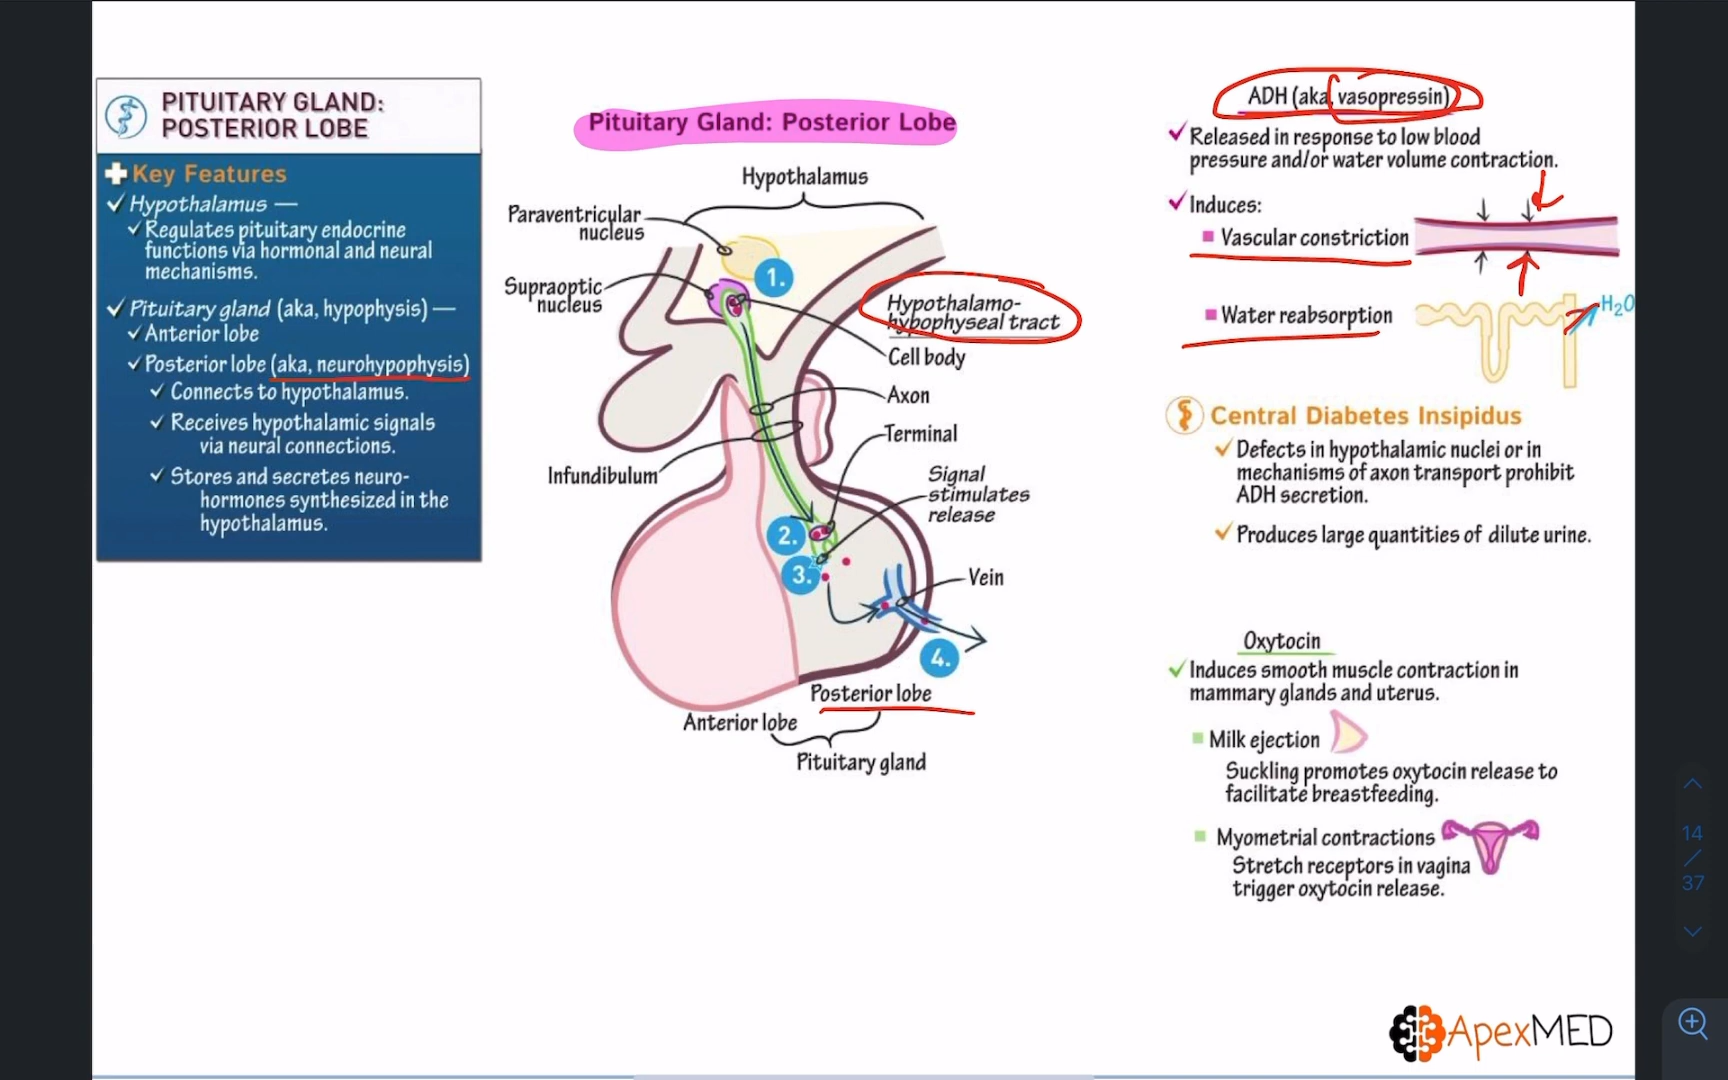 PITUITARY GLAND:
POSTERIOR LOBE
Key Features
Hypothalamus —
Regulates pituitary endocrine
functions via hormonal and neural
mechanisms.
Pituitary gland (aka, hypophysis) —
Anterior lobe
Posterior lobe (aka, neurohypophysis)
Connects to hypothalamus.
Receives hypothalamic signals
via neural connections.
Stores and secretes neuro-
hormones synthesized in the
hypothalamus.
Pituitary Gland: Posterior Lobe
Hypothalamus
Paraventricular
nucleus
1.
Supraoptic
nucleus
Hypothalamo-
hypophyseal tract
Cell body
Axon
Terminal
Infundibulum
Signal
stimulates
release
2.
3.
Vein
4.
Posterior lobe
Anterior lobe
Pituitary gland
ADH (aka, vasopressin)
Released in response to low blood
pressure and/or water volume contraction.
Induces:
Vascular constriction
Water reabsorption
H₂O
Central Diabetes Insipidus
Defects in hypothalamic nuclei or in
mechanisms of axon transport prohibit
ADH secretion.
Produces large quantities of dilute urine.
Oxytocin
Induces smooth muscle contraction in
mammary glands and uterus.
Milk ejection
Suckling promotes oxytocin release to
facilitate breastfeeding.
Myometrial contractions
Stretch receptors in vagina
trigger oxytocin release.
14
/
37
ApexMED